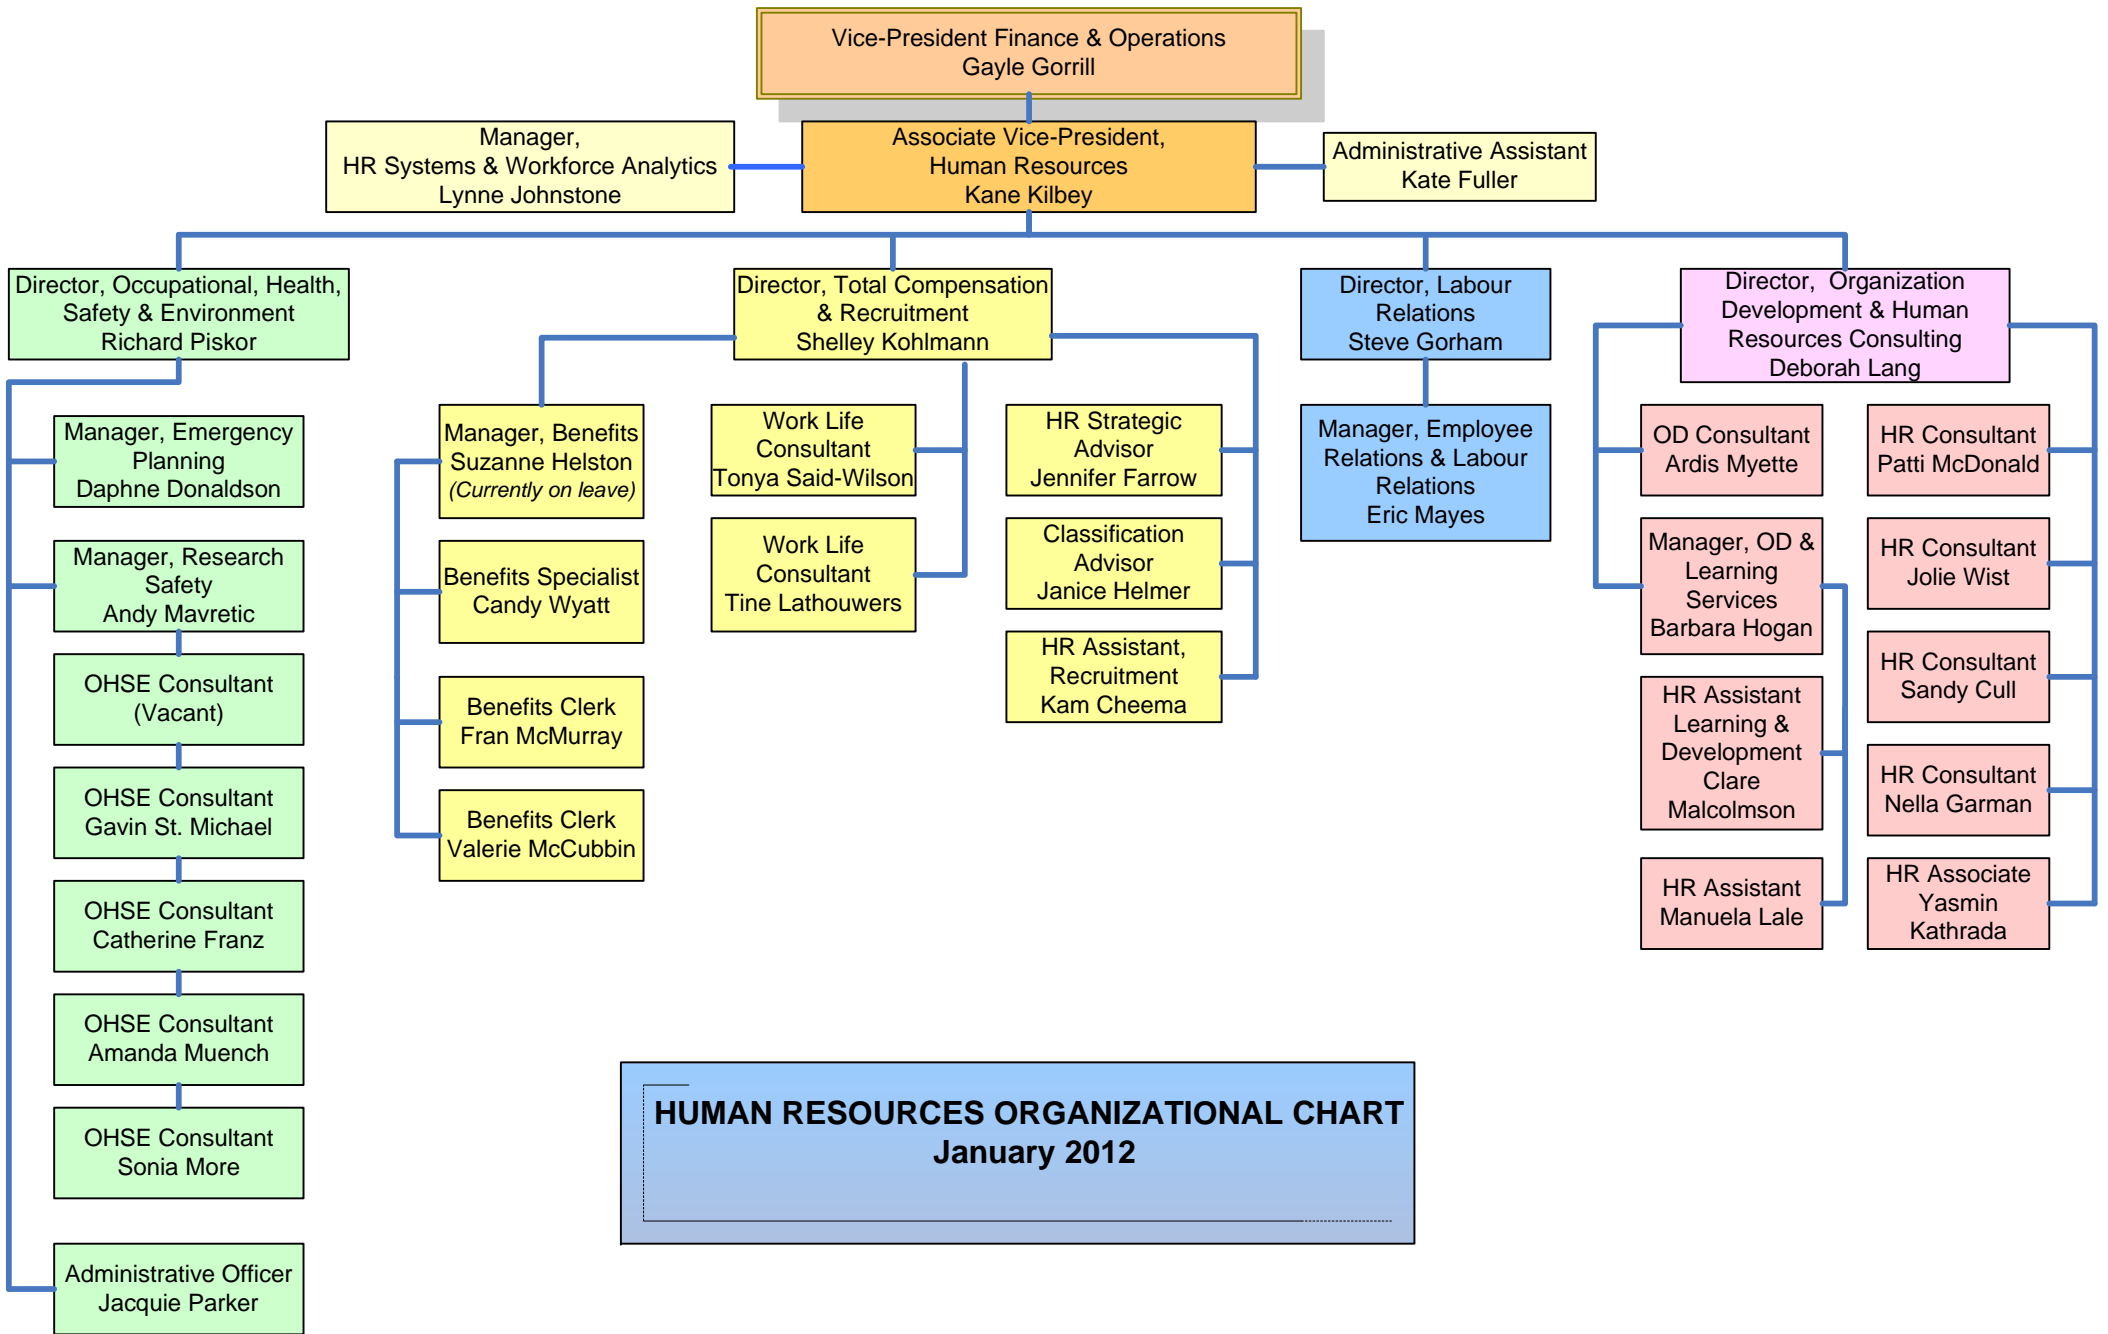 Vice-President Finance & Operations
Gayle Gorrill
Manager,
HR Systems & Workforce Analytics
Lynne Johnstone
Associate Vice-President,
Human Resources
Kane Kilbey
Administrative Assistant
Kate Fuller
Director, Occupational, Health,
Safety & Environment
Richard Piskor
Manager, Emergency
Planning
Daphne Donaldson
Manager, Research
Safety
Andy Mavretic
OHSE Consultant
(Vacant)
OHSE Consultant
Gavin St. Michael
OHSE Consultant
Catherine Franz
OHSE Consultant
Amanda Muench
OHSE Consultant
Sonia More
Administrative Officer
Jacquie Parker
Director, Total Compensation
& Recruitment
Shelley Kohlmann
Manager, Benefits
Suzanne Helston
(Currently on leave)
Benefits Specialist
Candy Wyatt
Benefits Clerk
Fran McMurray
Benefits Clerk
Valerie McCubbin
Work Life
Consultant
Tonya Said-Wilson
Work Life
Consultant
Tine Lathouwers
HR Strategic
Advisor
Jennifer Farrow
Classification
Advisor
Janice Helmer
HR Assistant,
Recruitment
Kam Cheema
Director, Labour
Relations
Steve Gorham
Manager, Employee
Relations & Labour
Relations
Eric Mayes
Director,  Organization
Development & Human
Resources Consulting
Deborah Lang
OD Consultant
Ardis Myette
Manager, OD &
Learning
Services
Barbara Hogan
HR Assistant
Learning &
Development
Clare
Malcolmson
HR Assistant
Manuela Lale
HR Consultant
Patti McDonald
HR Consultant
Jolie Wist
HR Consultant
Sandy Cull
HR Consultant
Nella Garman
HR Associate
Yasmin
Kathrada
HUMAN RESOURCES ORGANIZATIONAL CHART
January 2012